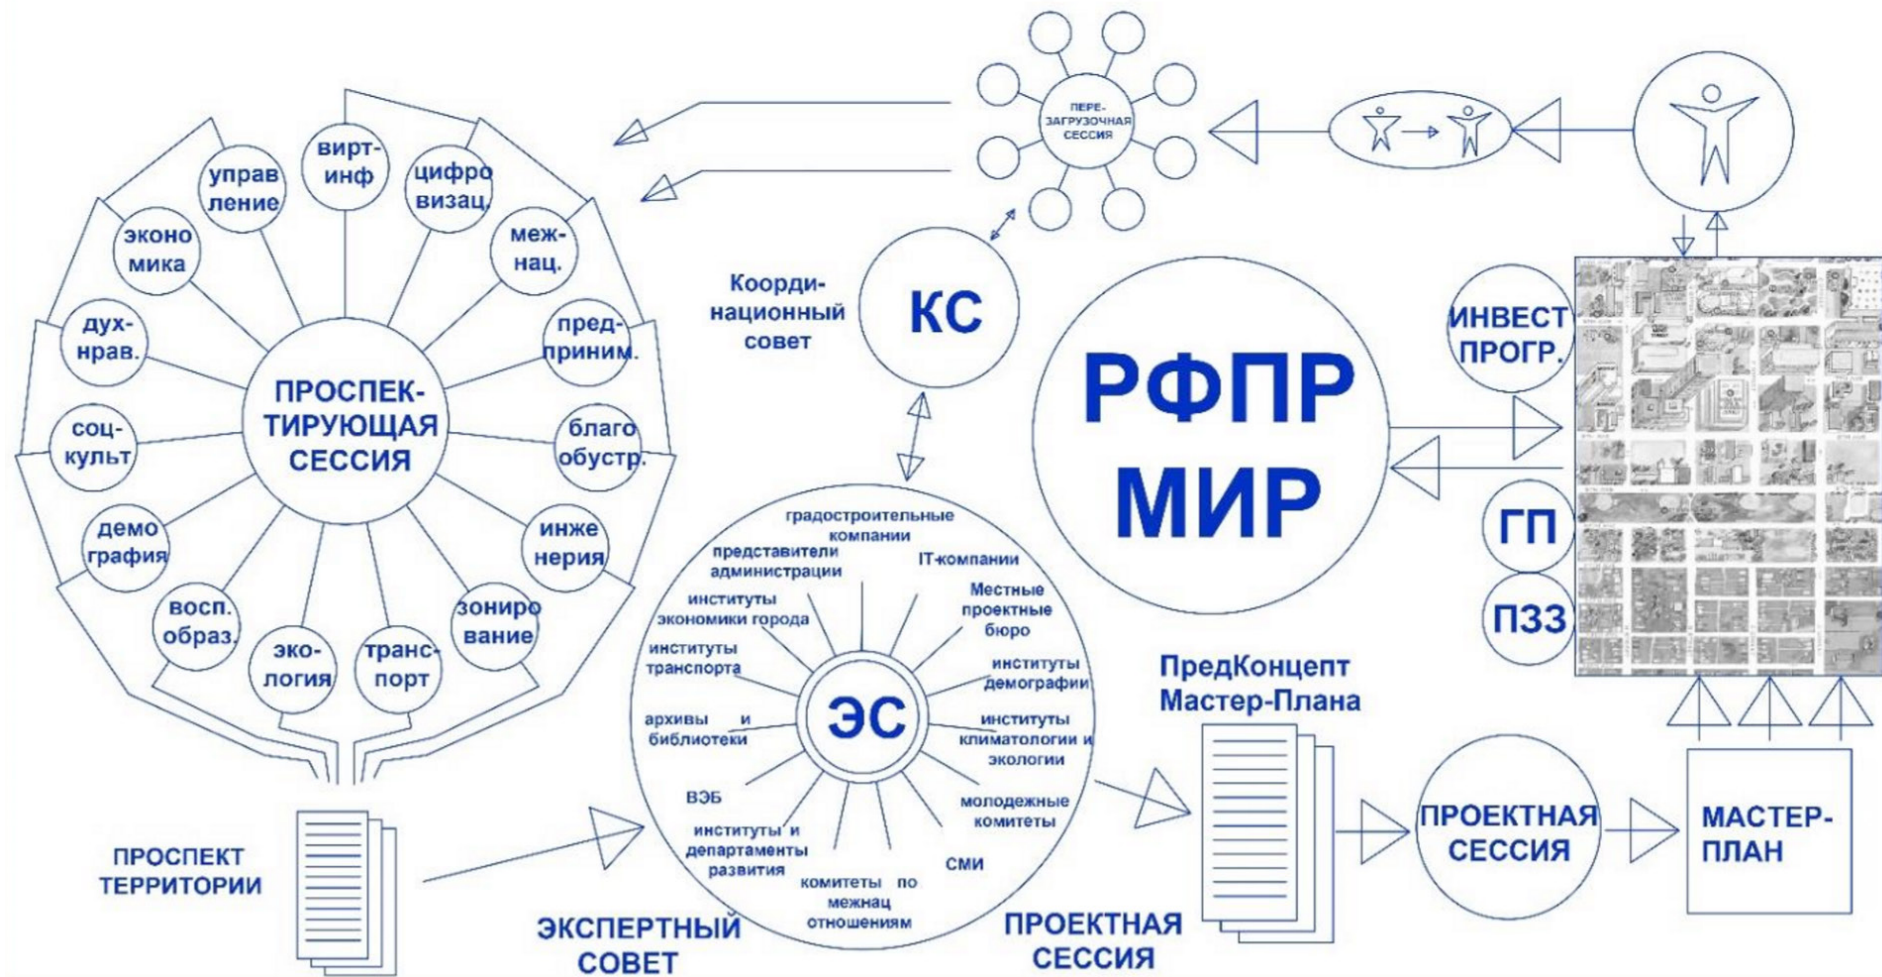 ПЕРЕ-
ЗАГРУЗОЧНАЯ
СЕССИЯ
вирт-
инф
управ
ление
цифро
визац.
эконо
мика
меж-
нац.
дух-
нрав.
пред-
приним.
соц-
культ
благо
обустр.
демо
графия
инже
нерия
восп.
образ.
зониро
вание
эко-
логия
транс-
порт
ПРОСПЕК-
ТИРУЮЩАЯ
СЕССИЯ
Коорди-
национный
совет
КС
РФПР
МИР
ИНВЕСТ
ПРОГР.
ГП
ПЗЗ
градостроительные
компании
представители
администрации
IT-компании
институты
экономики города
Местные
проектные
бюро
институты
транспорта
институты
демографии
архивы и
библиотеки
институты
климатологии и
экологии
ЭС
ВЭБ
молодежные
комитеты
институты и
департаменты
развития
СМИ
комитеты по
межнац
отношениям
ПРОСПЕКТ
ТЕРРИТОРИИ
ЭКСПЕРТНЫЙ
СОВЕТ
ПРОЕКТНАЯ
СЕССИЯ
ПредКонцепт
Мастер-Плана
ПРОЕКТНАЯ
СЕССИЯ
МАСТЕР-
ПЛАН